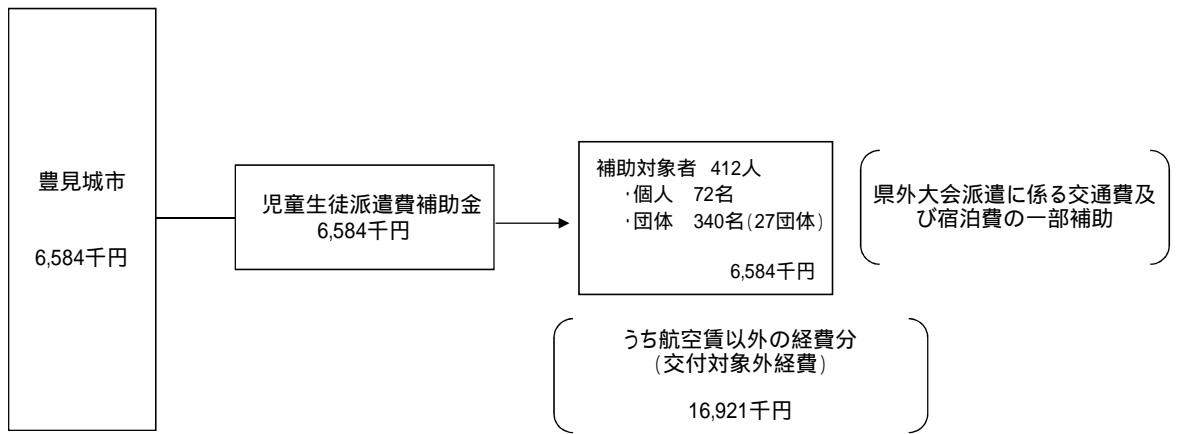 豊見城市
6,584千円
児童生徒派遣費補助金
6,584千円
補助対象者 412人
・個人 72名
・団体 340名(27団体)
6,584千円
県外大会派遣に係る交通費及
び宿泊費の一部補助
うち航空賃以外の経費分
(交付対象外経費)
16,921千円